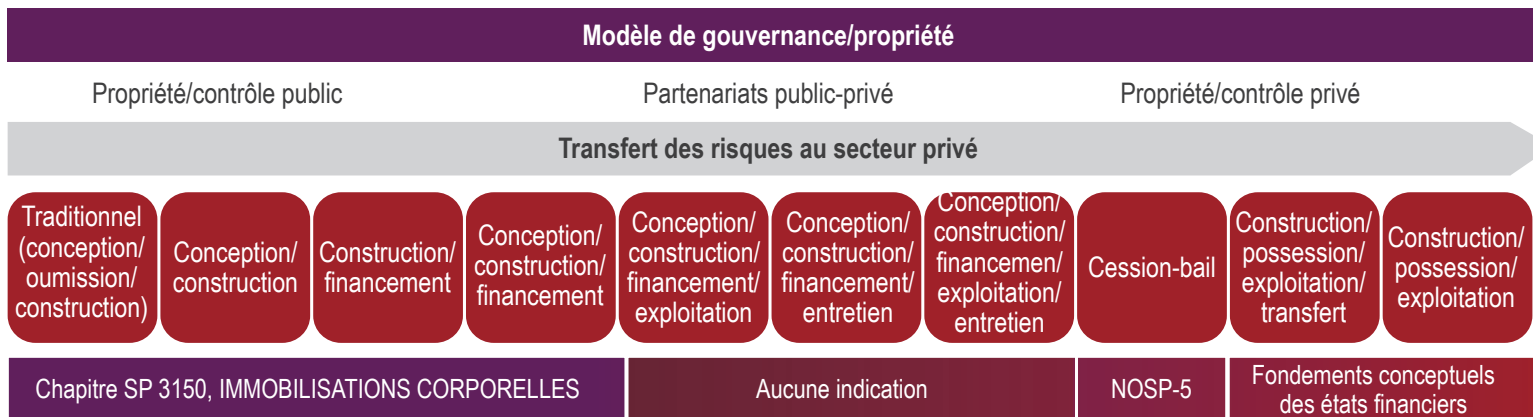 Modèle de gouvernance/propriété
Propriété/contrôle public
Partenariats public-privé
Propriété/contrôle privé
Transfert des risques au secteur privé
Traditionnel
(conception/
oumission/
construction)
Conception/
construction
Construction/
financement
Conception/
construction/
financement
Conception/
construction/
financement/
exploitation
Conception/
construction/
financement/
entretien
Conception/
construction/
financemen/
exploitation/
entretien
Cession-bail
Construction/
possession/
exploitation/
transfert
Construction/
possession/
exploitation
Chapitre SP 3150, IMMOBILISATIONS CORPORELLES
Aucune indication
NOSP-5
Fondements conceptuels
des états financiers